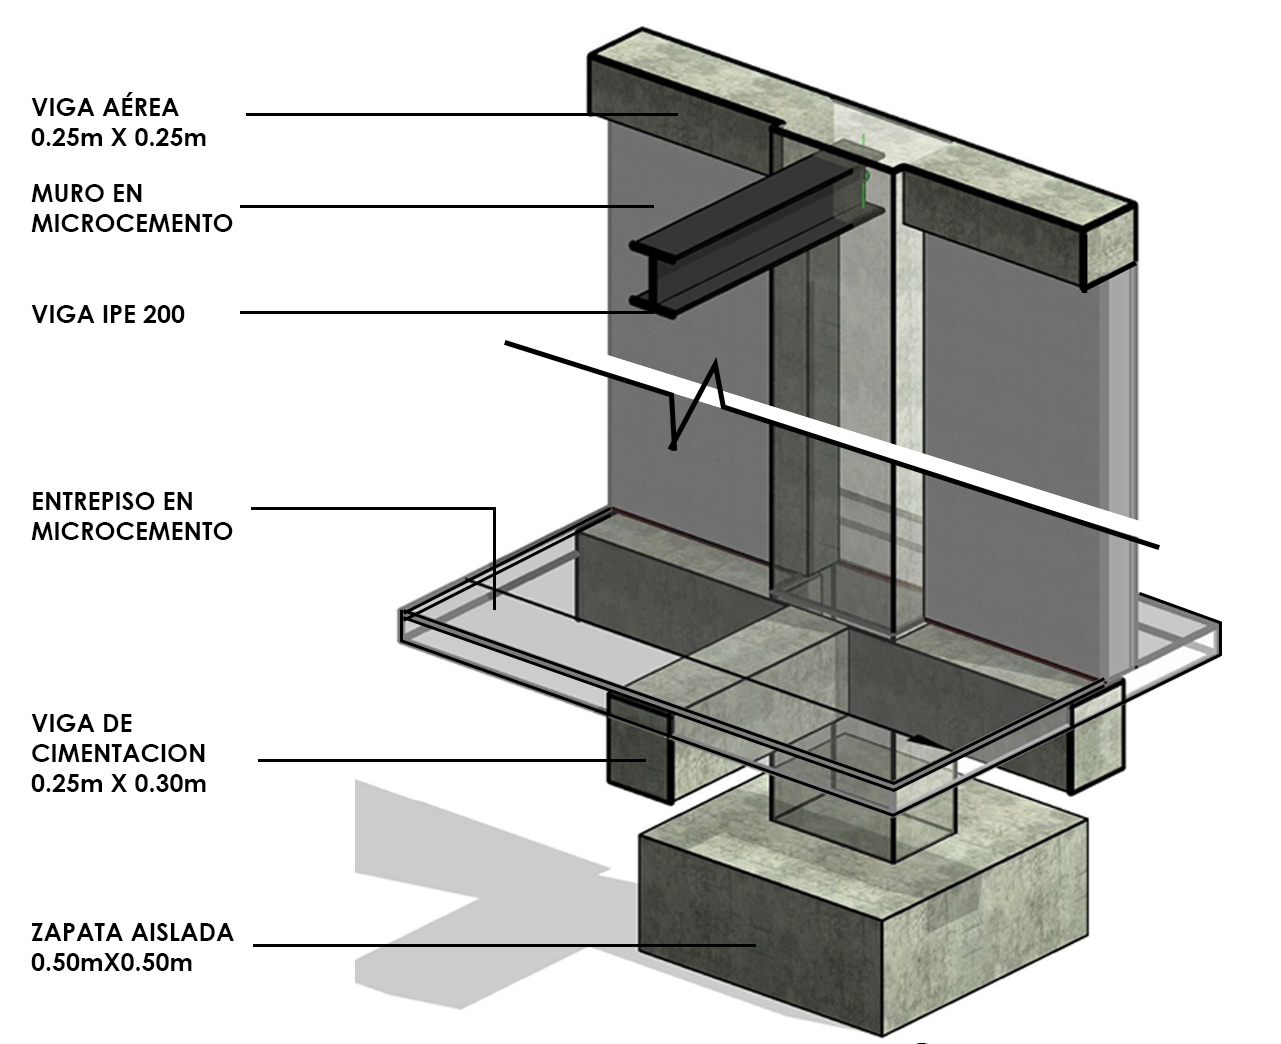 VIGA AÉREA
0.25m X 0.25m
MURO EN
MICROCEMENTO
VIGA IPE 200
ENTREPISO EN
MICROCEMENTO
VIGA DE
CIMENTACION
0.25m X 0.30m
ZAPATA AISLADA
0.50mX0.50m